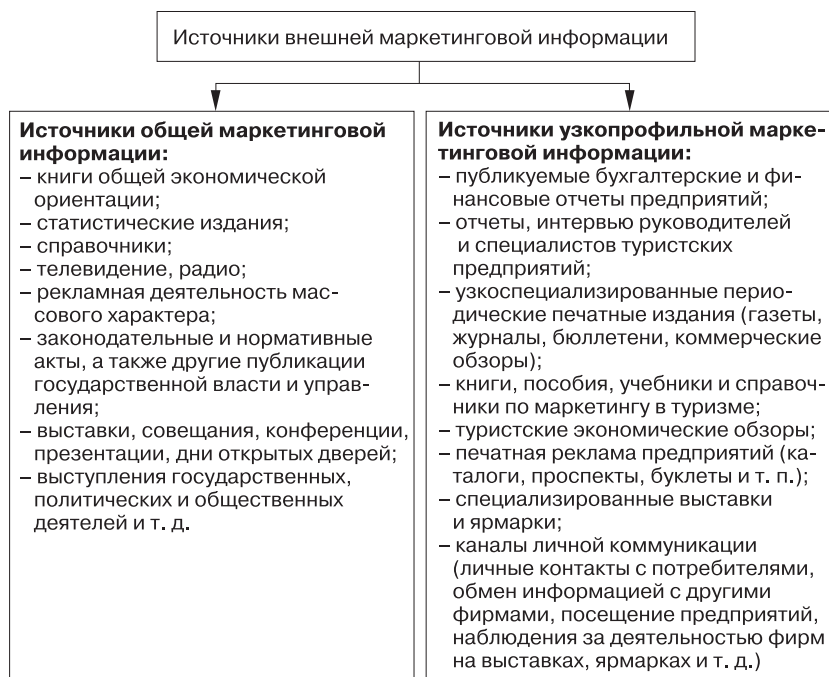 Источники внешней маркетинговой информации
Источники общей маркетинговой
информации:
– книги общей экономической
ориентации;
– статистические издания;
– справочники;
– телевидение, радио;
– рекламная деятельность мас-
сового характера;
– законодательные и нормативные
акты, а также другие публикации
государственной власти и управ-
ления;
– выставки, совещания, конференции,
презентации, дни открытых дверей;
– выступления государственных,
политических и общественных
деятелей и т. д.
Источники узкопрофильной марке-
тинговой информации:
– публикуемые бухгалтерские и фи-
нансовые отчеты предприятий;
– отчеты, интервью руководителей
и специалистов туристских
предприятий;
– узкоспециализированные перио-
дические печатные издания (газеты,
журналы, бюллетени, коммерческие
обзоры);
– книги, пособия, учебники и справоч-
ники по маркетингу в туризме;
– туристские экономические обзоры;
– печатная реклама предприятий (ка-
талоги, проспекты, буклеты и т. п.);
– специализированные выставки
и ярмарки;
– каналы личной коммуникации
(личные контакты с потребителями,
обмен информацией с другими
фирмами, посещение предприятий,
наблюдения за деятельностью фирм
на выставках, ярмарках и т. д.)